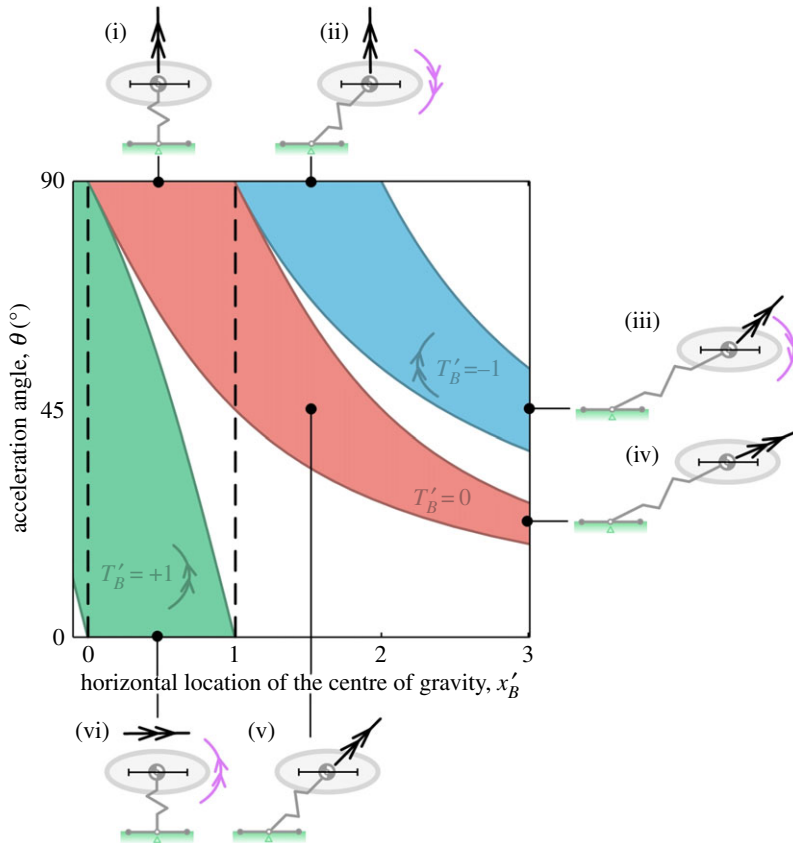 (i)
(ii)
90
45
0
acceleration angle, θ (°)
T′B = –1
T′B = 0
T′B = +1
(iii)
(iv)
0 1 2 3
horizontal location of the centre of gravity, x′B
(vi)
(v)